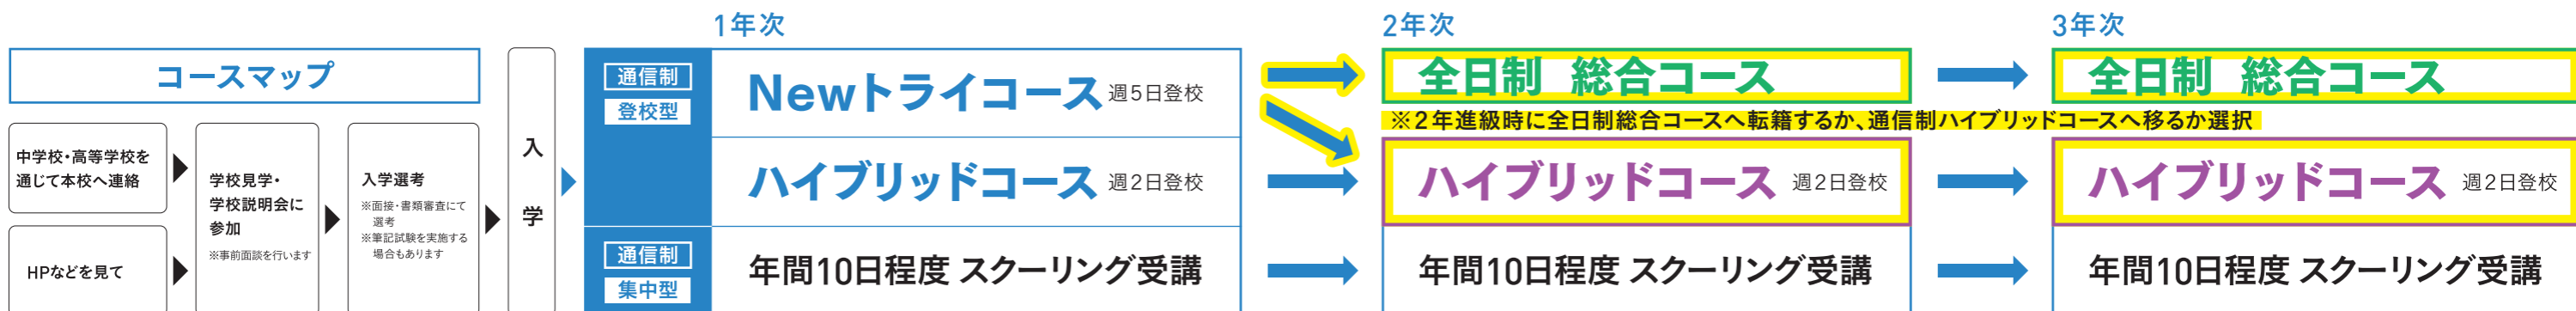 コースマップ
中学校・高等学校を
通じて本校へ連絡
HPなどを見て
学校見学・
学校説明会に
参加
※事前面談を行います
入学選考
※面接・書類審査にて
選考
※筆記試験を実施する
場合もあります
入学
1年次
通信制
登校型
Newトライコース 週5日登校
ハイブリッドコース 週2日登校
通信制
集中型
年間10日程度 スクーリング受講
2年次
全日制 総合コース
※2年進級時に全日制総合コースへ転籍するか、通信制ハイブリッドコースへ移るか選択
ハイブリッドコース 週2日登校
年間10日程度 スクーリング受講
3年次
全日制 総合コース
ハイブリッドコース 週2日登校
年間10日程度 スクーリング受講